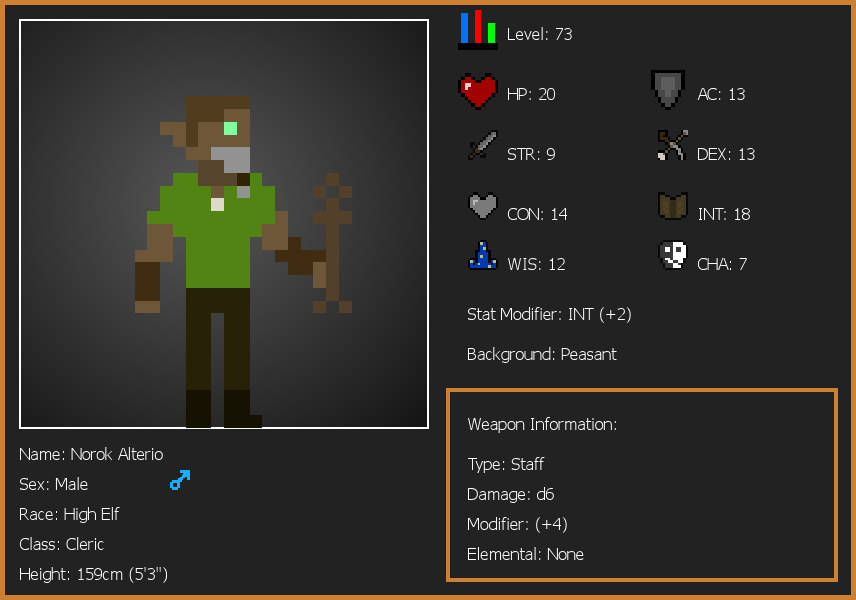 Level: 73
HP: 20
AC: 13
STR: 9
DEX: 13
CON: 14
INT: 18
WIS: 12
CHA: 7
Stat Modifier: INT (+2)
Background: Peasant
Weapon Information:
Type: Staff
Damage: d6
Modifier: (+4)
Elemental: None
Name: Norok Alterio
Sex: Male
Race: High Elf
Class: Cleric
Height: 159cm (5'3")